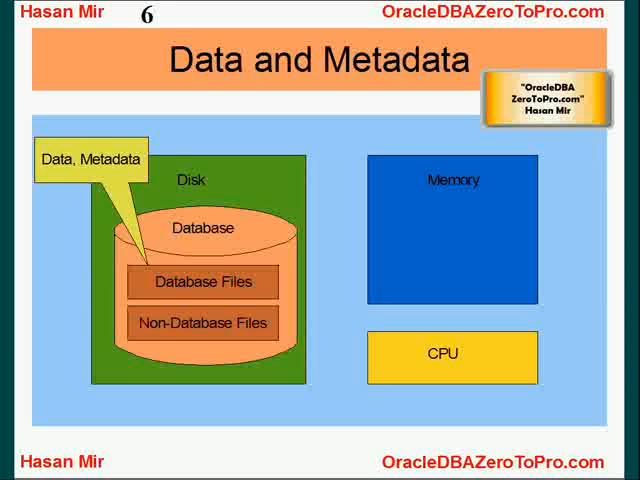 Hasan Mir
6
OracleDBAZeroToPro.com
Data and Metadata
"OracleDBA
ZeroToPro.com"
Hasan Mir
Data, Metadata
Disk
Memory
Database
Database Files
Non-Database Files
CPU
Hasan Mir
OracleDBAZeroToPro.com